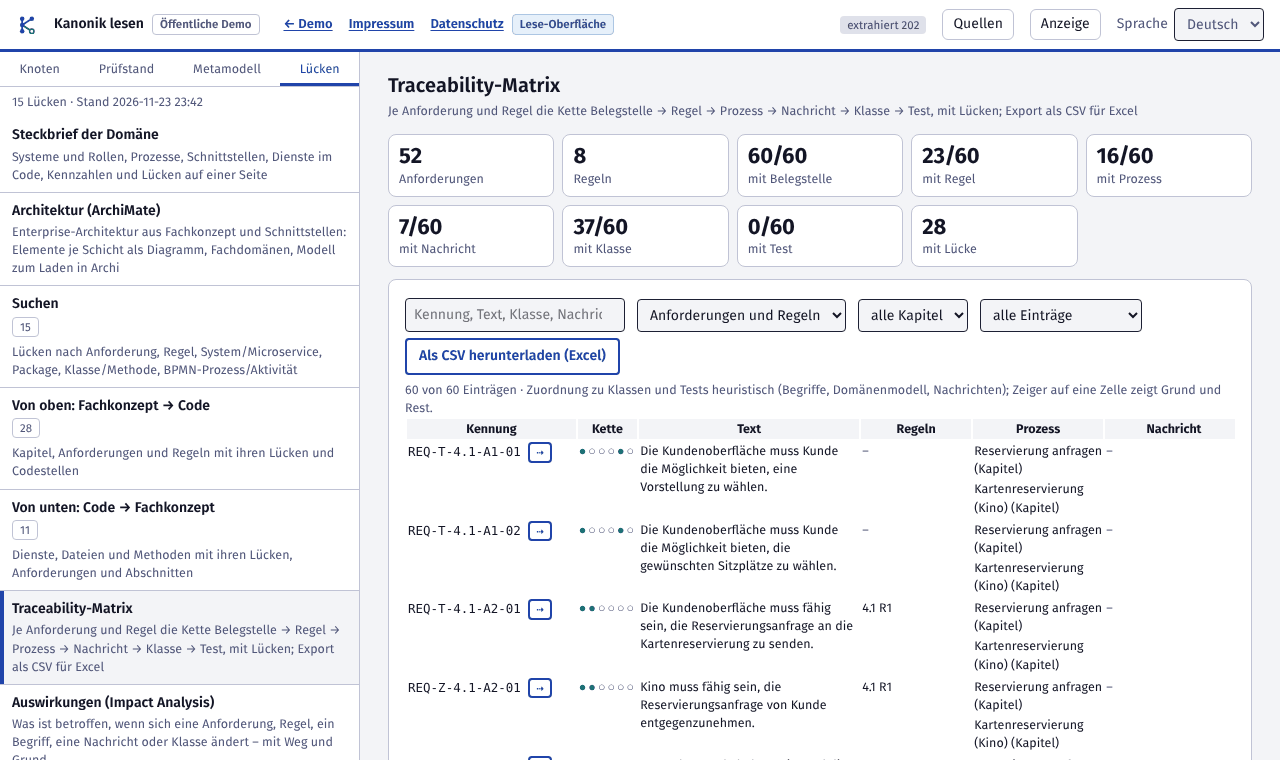 Kanonik lesen
Öffentliche Demo
← Demo
Impressum
Datenschutz
Lese-Oberfläche
extrahiert 202
Quellen
Anzeige
Sprache
Deutsch
Knoten
Prüfstand
Metamodell
Lücken
15 Lücken · Stand 2026-11-23 23:42
Steckbrief der Domäne
Systeme und Rollen, Prozesse, Schnittstellen, Dienste im
Code, Kennzahlen und Lücken auf einer Seite
Architektur (ArchiMate)
Enterprise-Architektur aus Fachkonzept und Schnittstellen:
Elemente je Schicht als Diagramm, Fachdomänen, Modell
zum Laden in Archi
Suchen
15
Lücken nach Anforderung, Regel, System/Microservice,
Package, Klasse/Methode, BPMN-Prozess/Aktivität
Von oben: Fachkonzept → Code
28
Kapitel, Anforderungen und Regeln mit ihren Lücken und
Codestellen
Von unten: Code → Fachkonzept
11
Dienste, Dateien und Methoden mit ihren Lücken,
Anforderungen und Abschnitten
Traceability-Matrix
Je Anforderung und Regel die Kette Belegstelle → Regel →
Prozess → Nachricht → Klasse → Test, mit Lücken; Export
als CSV für Excel
Auswirkungen (Impact Analysis)
Was ist betroffen, wenn sich eine Anforderung, Regel, ein
Begriff, eine Nachricht oder Klasse ändert – mit Weg und
Grund
Traceability-Matrix
Je Anforderung und Regel die Kette Belegstelle → Regel → Prozess → Nachricht → Klasse → Test, mit Lücken; Export als CSV für Excel
52
Anforderungen
8
Regeln
60/60
mit Belegstelle
23/60
mit Regel
16/60
mit Prozess
7/60
mit Nachricht
37/60
mit Klasse
0/60
mit Test
28
mit Lücke
Kennung, Text, Klasse, Nachric
Anforderungen und Regeln
alle Kapitel
alle Einträge
Als CSV herunterladen (Excel)
60 von 60 Einträgen · Zuordnung zu Klassen und Tests heuristisch (Begriffe, Domänenmodell, Nachrichten); Zeiger auf eine Zelle zeigt Grund und
Rest.
Kennung Kette Text Regeln Prozess Nachricht
REQ-T-4.1-A1-01 ⇢ ●○○○●○ Die Kundenoberfläche muss Kunde – Reservierung anfragen –
die Möglichkeit bieten, eine (Kapitel)
Vorstellung zu wählen. Kartenreservierung
(Kino) (Kapitel)
REQ-T-4.1-A1-02 ⇢ ●○○○●○ Die Kundenoberfläche muss Kunde – Reservierung anfragen –
die Möglichkeit bieten, die (Kapitel)
gewünschten Sitzplätze zu wählen. Kartenreservierung
(Kino) (Kapitel)
REQ-T-4.1-A2-01 ⇢ ●●○○○○ Die Kundenoberfläche muss fähig 4.1 R1 Reservierung anfragen –
sein, die Reservierungsanfrage an die (Kapitel)
Kartenreservierung zu senden. Kartenreservierung
(Kino) (Kapitel)
REQ-Z-4.1-A2-01 ⇢ ●●○○○○ Kino muss fähig sein, die 4.1 R1 Reservierung anfragen –
Reservierungsanfrage von Kunde (Kapitel)
entgegenzunehmen. Kartenreservierung
(Kino) (Kapitel)